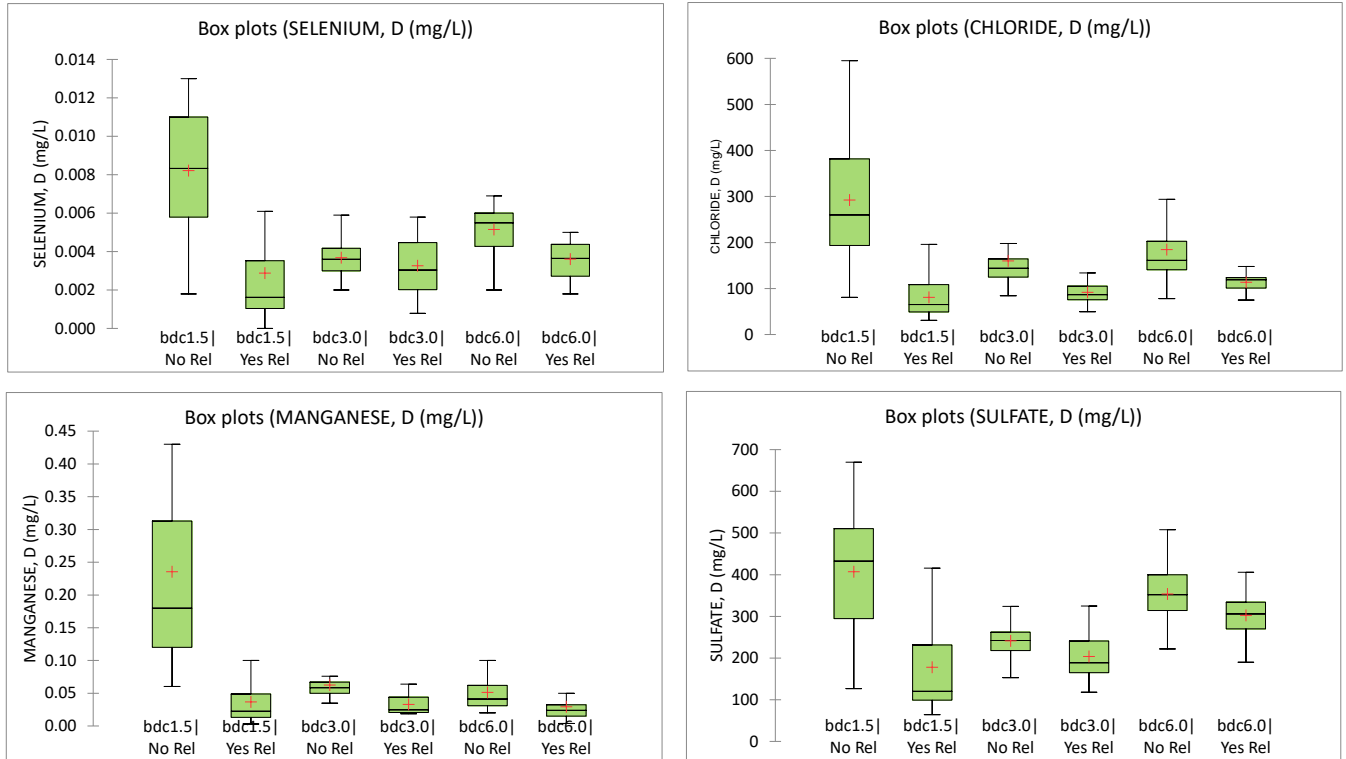 Box plots (SELENIUM, D (mg/L))
SELENIUM, D (mg/L)
0.014
0.012
0.010
0.008
0.006
0.004
0.002
0.000
bdc1.5| bdc1.5| bdc3.0| bdc3.0| bdc6.0| bdc6.0|
No Rel Yes Rel No Rel Yes Rel No Rel Yes Rel
Box plots (CHLORIDE, D (mg/L))
CHLORIDE, D (mg/L)
600
500
400
300
200
100
0
bdc1.5| bdc1.5| bdc3.0| bdc3.0| bdc6.0| bdc6.0|
No Rel Yes Rel No Rel Yes Rel No Rel Yes Rel
Box plots (MANGANESE, D (mg/L))
MANGANESE, D (mg/L)
0.45
0.40
0.35
0.30
0.25
0.20
0.15
0.10
0.05
0.00
bdc1.5| bdc1.5| bdc3.0| bdc3.0| bdc6.0| bdc6.0|
No Rel Yes Rel No Rel Yes Rel No Rel Yes Rel
Box plots (SULFATE, D (mg/L))
SULFATE, D (mg/L)
700
600
500
400
300
200
100
0
bdc1.5| bdc1.5| bdc3.0| bdc3.0| bdc6.0| bdc6.0|
No Rel Yes Rel No Rel Yes Rel No Rel Yes Rel